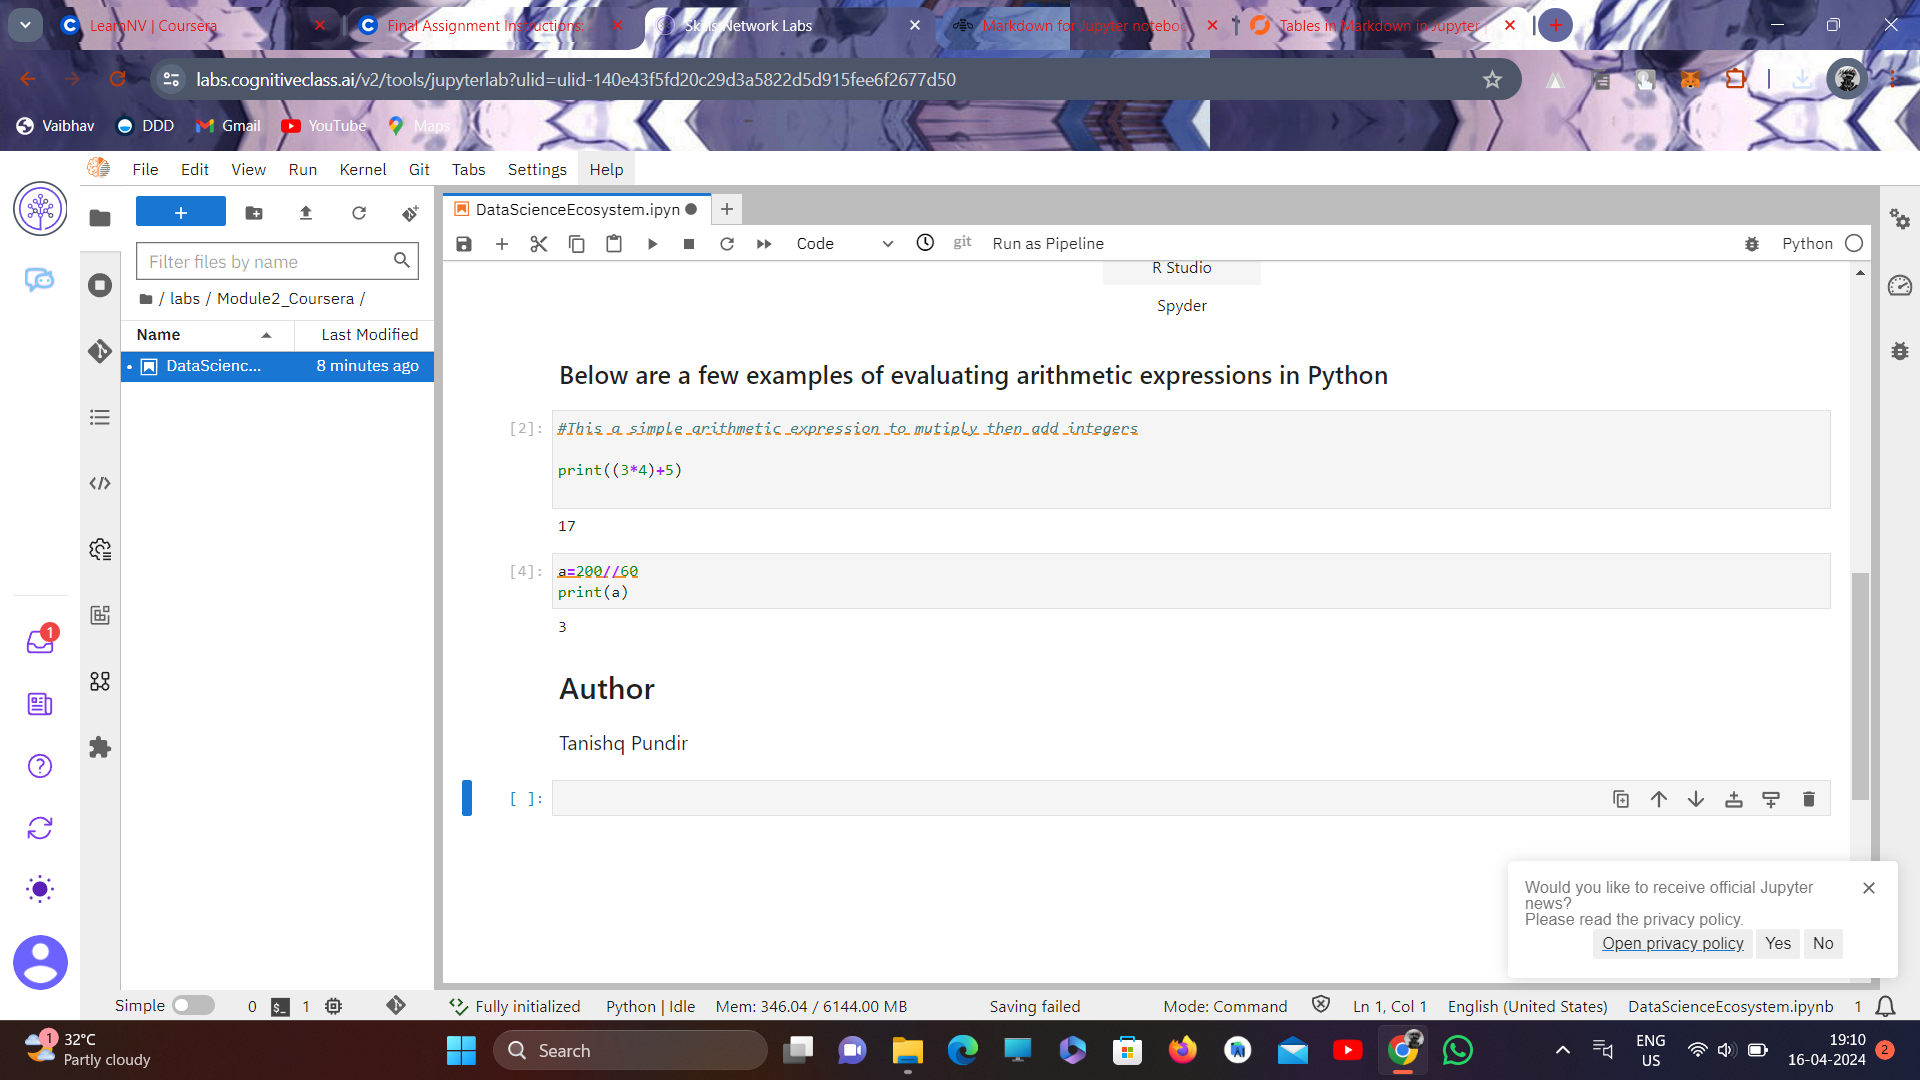 LearnNV | Coursera
Final Assignment Instructions:
Skills Network Labs
Markdown for Jupyter noteboo
Tables in Markdown in Jupyter
labs.cognitiveclass.ai/v2/tools/jupyterlab?ulid=ulid-140e43f5fd20c29d3a5822d5d915fee6f2677d50
Vaibhav DDD Gmail YouTube Maps
File Edit View Run Kernel Git Tabs Settings Help
DataScienceEcosystem.ipyn
Code git Run as Pipeline Python
Filter files by name
/ labs / Module2_Coursera /
Name Last Modified
DataScienc... 8 minutes ago
R Studio
Spyder
Below are a few examples of evaluating arithmetic expressions in Python
[2]: #This a simple arithmetic expression to mutiply then add integers
print((3*4)+5)
17
[4]: a=200//60
print(a)
3
Author
Tanishq Pundir
[ ]:
1
Would you like to receive official Jupyter
news?
Please read the privacy policy.
Open privacy policy Yes No
Simple 0 $_ 1 Fully initialized Python | Idle Mem: 346.04 / 6144.00 MB Saving failed Mode: Command Ln 1, Col 1 English (United States) DataScienceEcosystem.ipynb 1
1 32°C
Partly cloudy
Search
ENG
US
19:10
16-04-2024
2